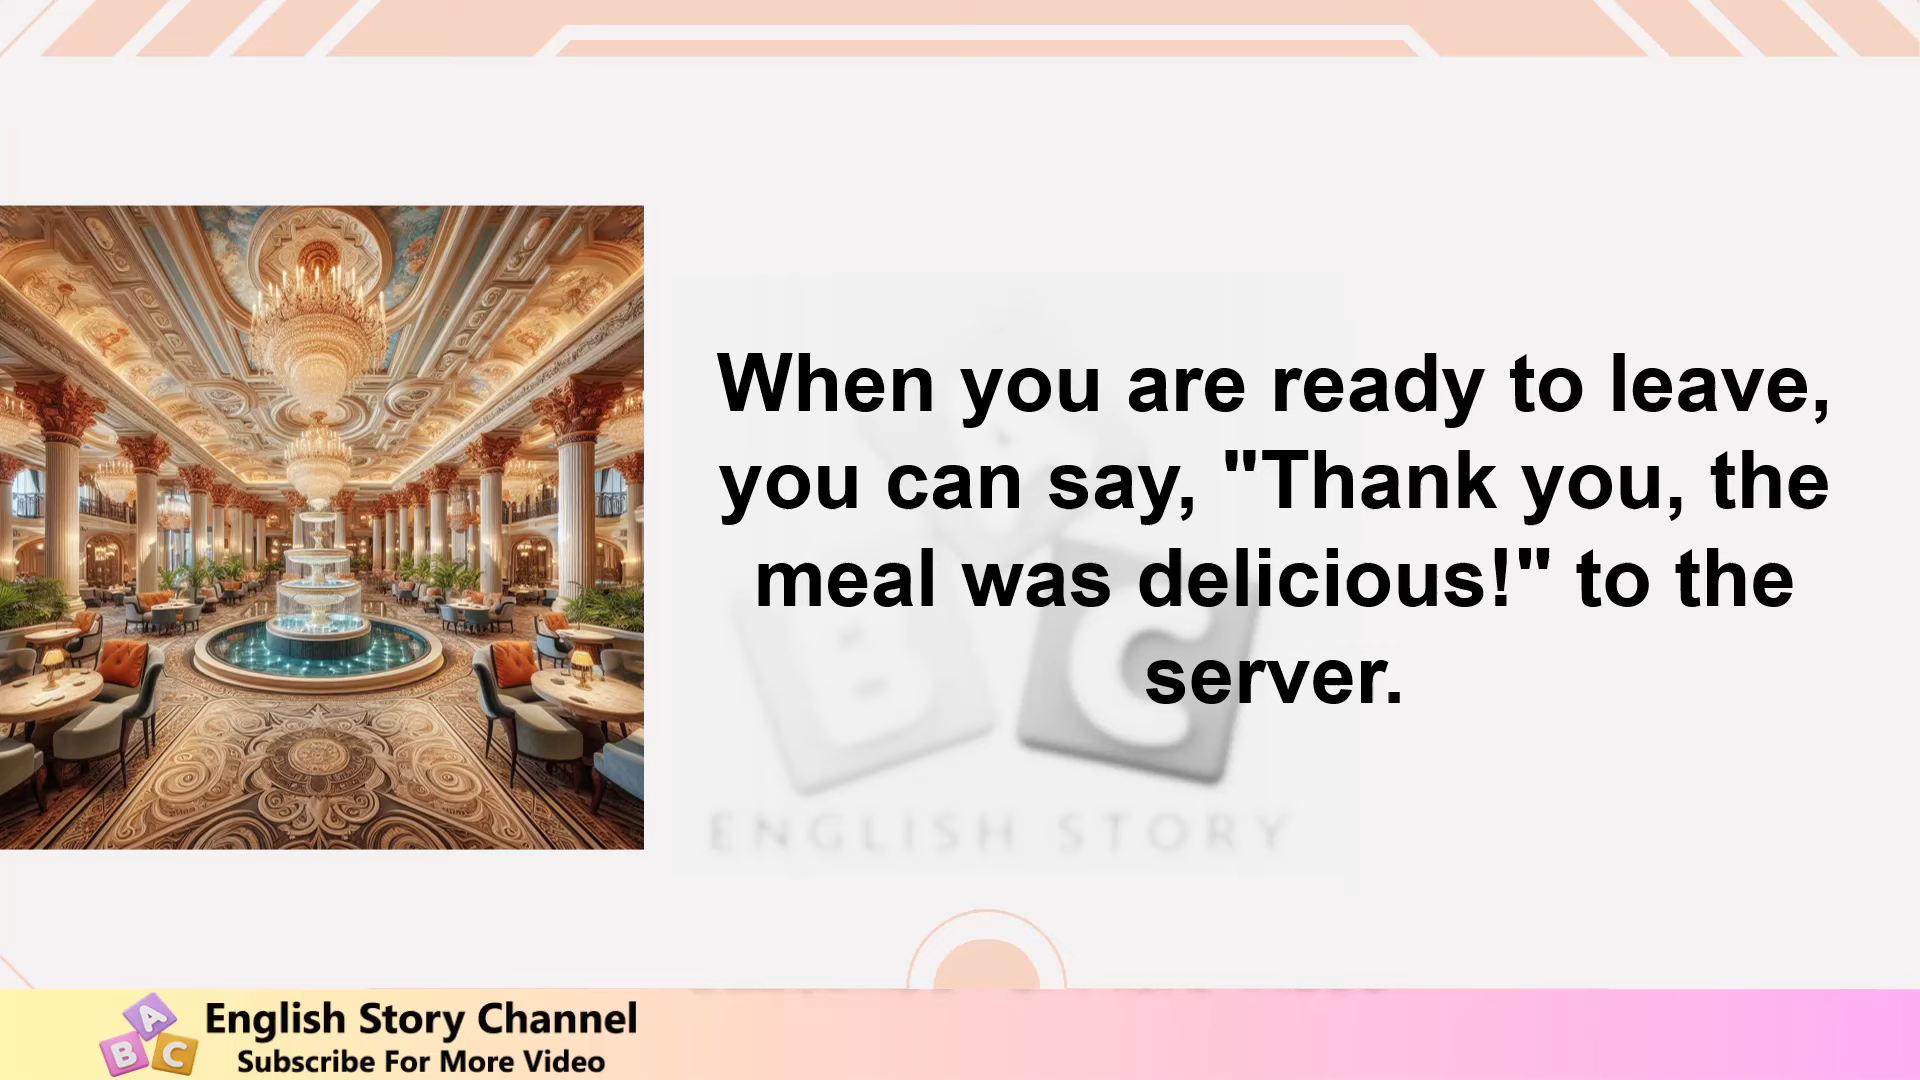 When you are ready to leave,
you can say, "Thank you, the
meal was delicious!" to the
server.
B C
ENGLISH STORY
A
B C
English Story Channel
Subscribe For More Video